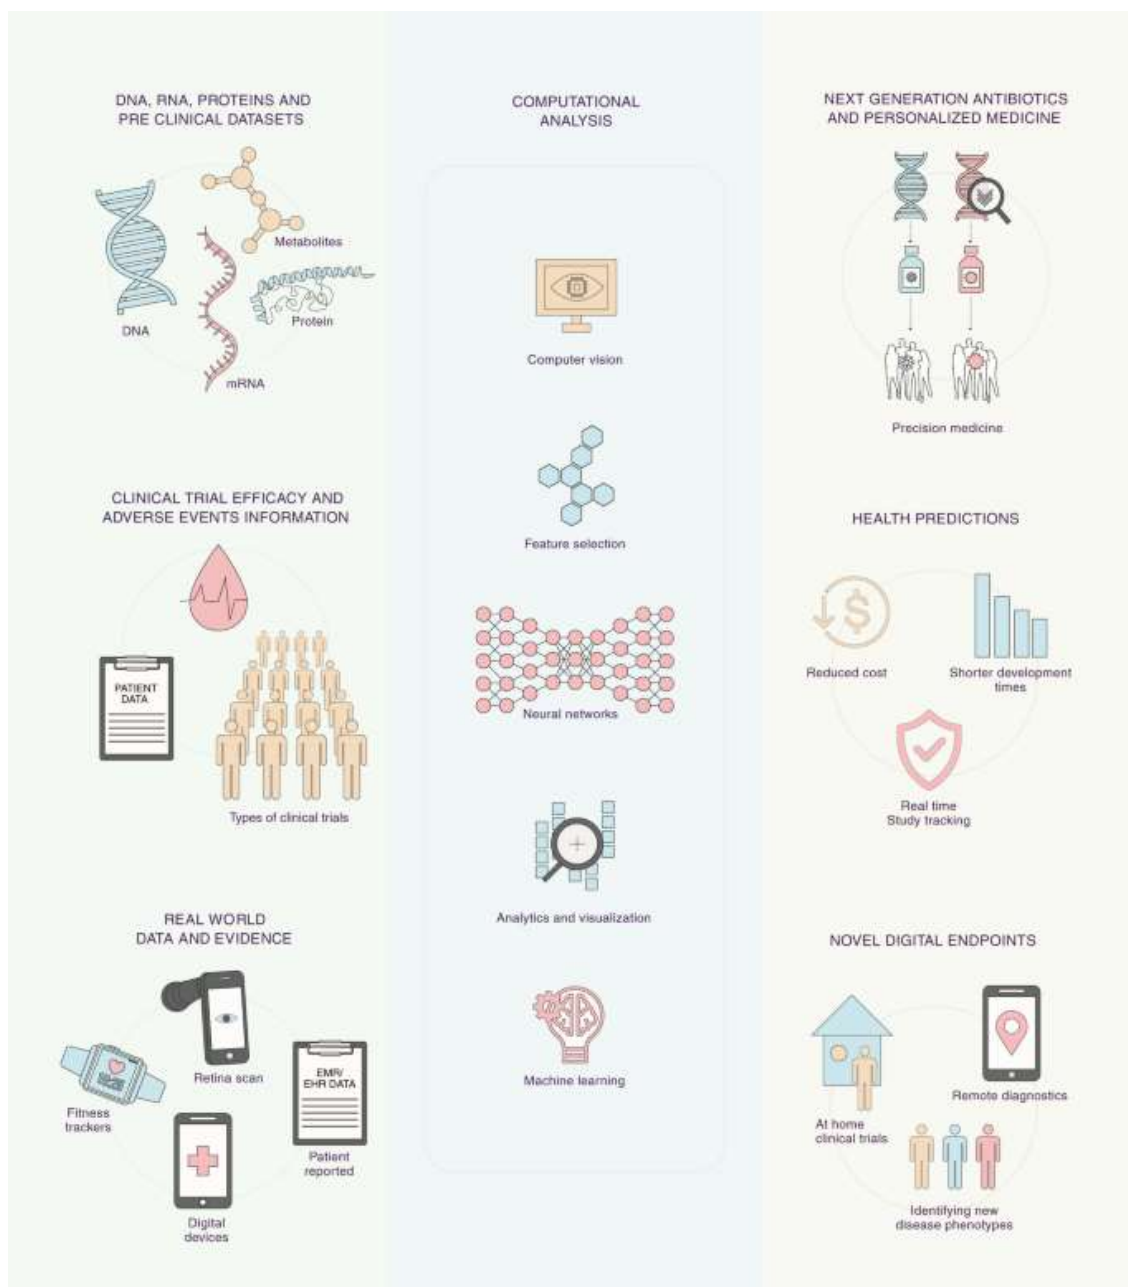 DNA, RNA, PROTEINS AND
PRE CLINICAL DATASETS
Metabolites
Protein
DNA
mRNA
CLINICAL TRIAL EFFICACY AND
ADVERSE EVENTS INFORMATION
PATIENT
DATA
Types of clinical trials
REAL WORLD
DATA AND EVIDENCE
Retina scan
EMR/
EHR DATA
Fitness
trackers
Patient
reported
Digital
devices
COMPUTATIONAL
ANALYSIS
Computer vision
Feature selection
Neural networks
Analytics and visualization
Machine learning
NEXT GENERATION ANTIBIOTICS
AND PERSONALIZED MEDICINE
Precision medicine
HEALTH PREDICTIONS
$
Reduced cost
Shorter development
times
Real time
Study tracking
NOVEL DIGITAL ENDPOINTS
Remote diagnostics
At home
clinical trials
Identifying new
disease phenotypes